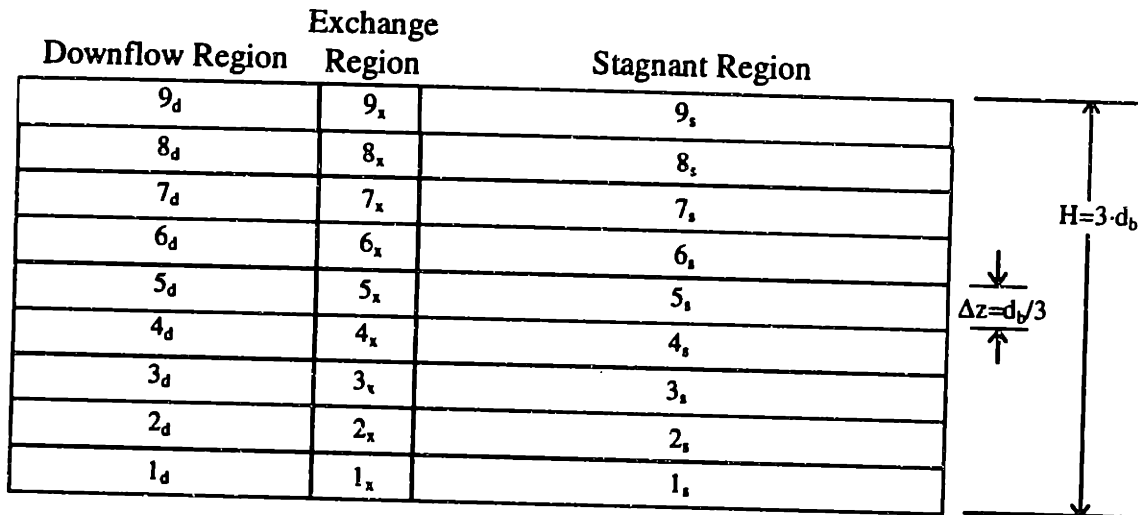 Exchange
Downflow Region Region Stagnant Region
9d 9x 9s
8d 8x 8s
7d 7x 7s
6d 6x 6s
5d 5x 5s
4d 4x 4s
3d 3x 3s
2d 2x 2s
1d 1x 1s
H=3·db
Δz=db/3